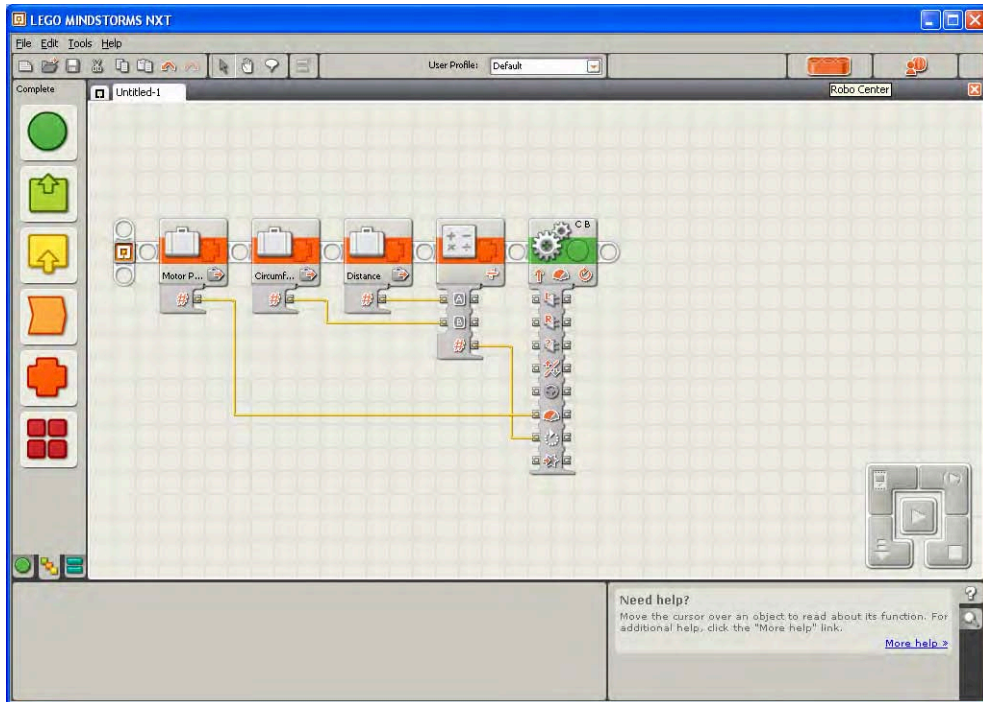 LEGO MINDSTORMS NXT
File Edit Tools Help
User Profile: Default
Complete
Untitled-1
Robo Center
C B
Motor P...
Circumf...
Distance
A
B
Need help?
Move the cursor over an object to read about its function. For
additional help, click the "More help" link.
More help »